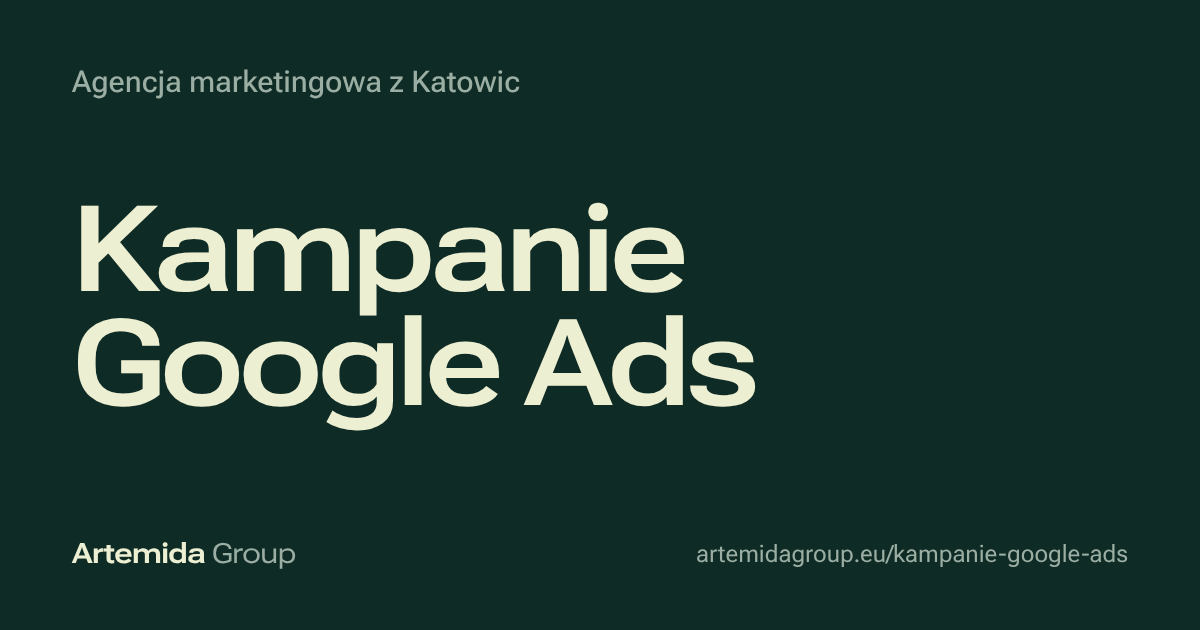 Agencja marketingowa z Katowic
Kampanie
Google Ads
Artemida Group
artemidagroup.eu/kampanie-google-ads